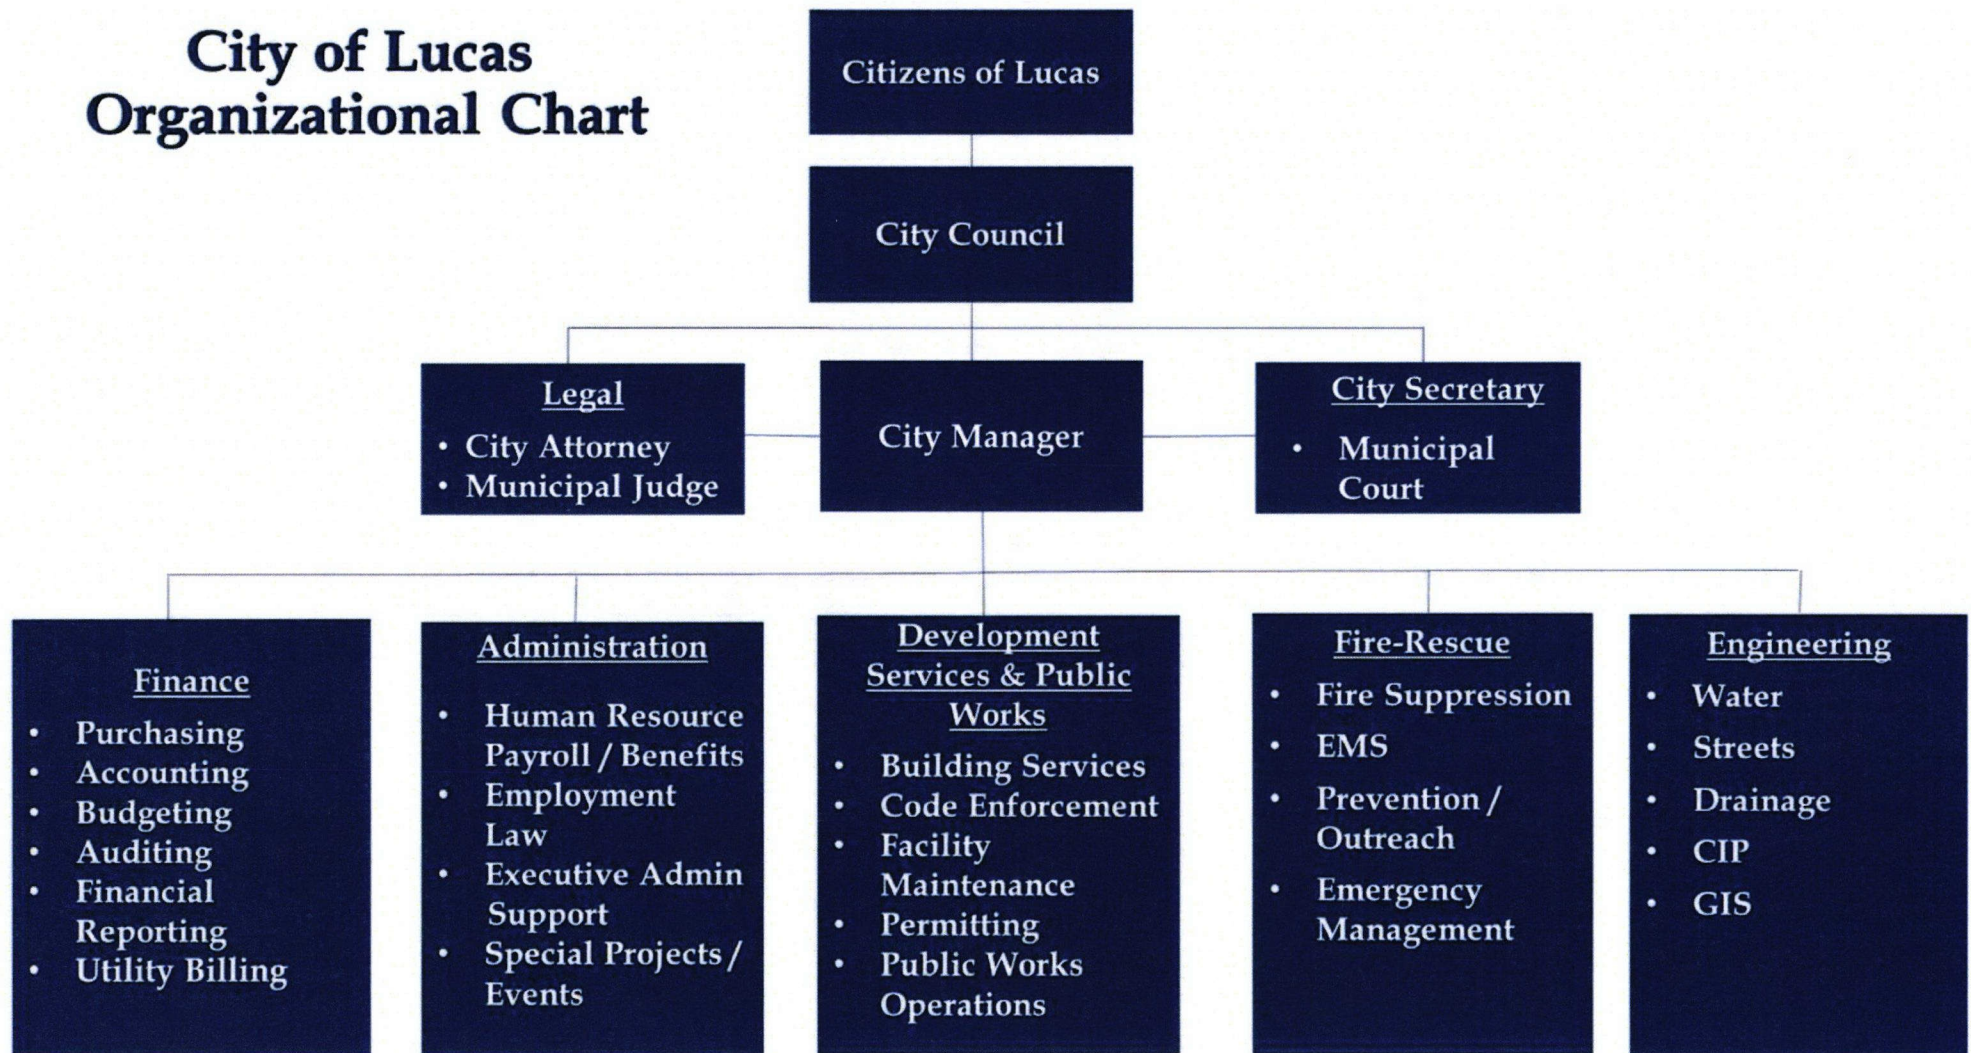 City of Lucas
Organizational Chart
Citizens of Lucas
City Council
Legal
• City Attorney
• Municipal Judge
City Manager
City Secretary
• Municipal
Court
Finance
• Purchasing
• Accounting
• Budgeting
• Auditing
• Financial
Reporting
• Utility Billing
Administration
• Human Resource
Payroll / Benefits
• Employment
Law
• Executive Admin
Support
• Special Projects /
Events
Development
Services & Public
Works
• Building Services
• Code Enforcement
• Facility
Maintenance
• Permitting
• Public Works
Operations
Fire-Rescue
• Fire Suppression
• EMS
• Prevention /
Outreach
• Emergency
Management
Engineering
• Water
• Streets
• Drainage
• CIP
• GIS